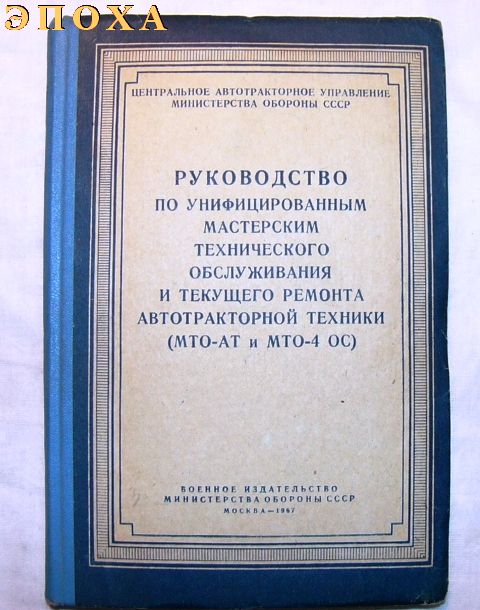 ЭПОХА
ЦЕНТРАЛЬНОЕ АВТОТРАКТОРНОЕ УПРАВЛЕНИЕ
МИНИСТЕРСТВА ОБОРОНЫ СССР
РУКОВОДСТВО
ПО УНИФИЦИРОВАННЫМ
МАСТЕРСКИМ
ТЕХНИЧЕСКОГО
ОБСЛУЖИВАНИЯ
И ТЕКУЩЕГО РЕМОНТА
АВТОТРАКТОРНОЙ ТЕХНИКИ
(МТО-АТ и МТО-4 ОС)
ВОЕННОЕ ИЗДАТЕЛЬСТВО
МИНИСТЕРСТВА ОБОРОНЫ СССР
МОСКВА—1967